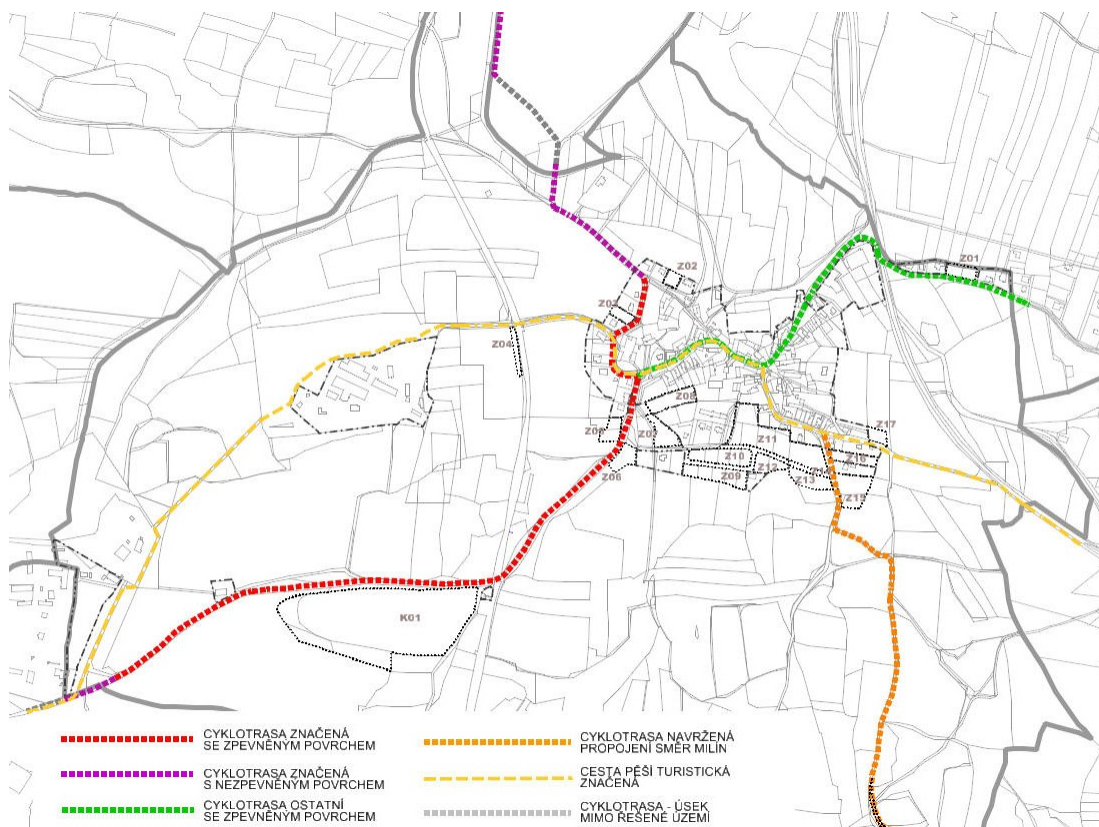 Z02
Z01
Z03
Z04
Z08
Z07
Z17
Z11
Z10
Z12
Z16
Z09
Z13
Z06
Z15
K01
CYKLOTRASA ZNAČENÁ
SE ZPEVNĚNÝM POVRCHEM
CYKLOTRASA ZNAČENÁ
S NEZPEVNĚNÝM POVRCHEM
CYKLOTRASA OSTATNÍ
SE ZPEVNĚNÝM POVRCHEM
CYKLOTRASA NAVRŽENÁ
PROPOJENÍ SMĚR MILÍN
CESTA PĚŠÍ TURISTICKÁ
ZNAČENÁ
CYKLOTRASA - ÚSEK
MIMO ŘEŠENÉ ÚZEMÍ